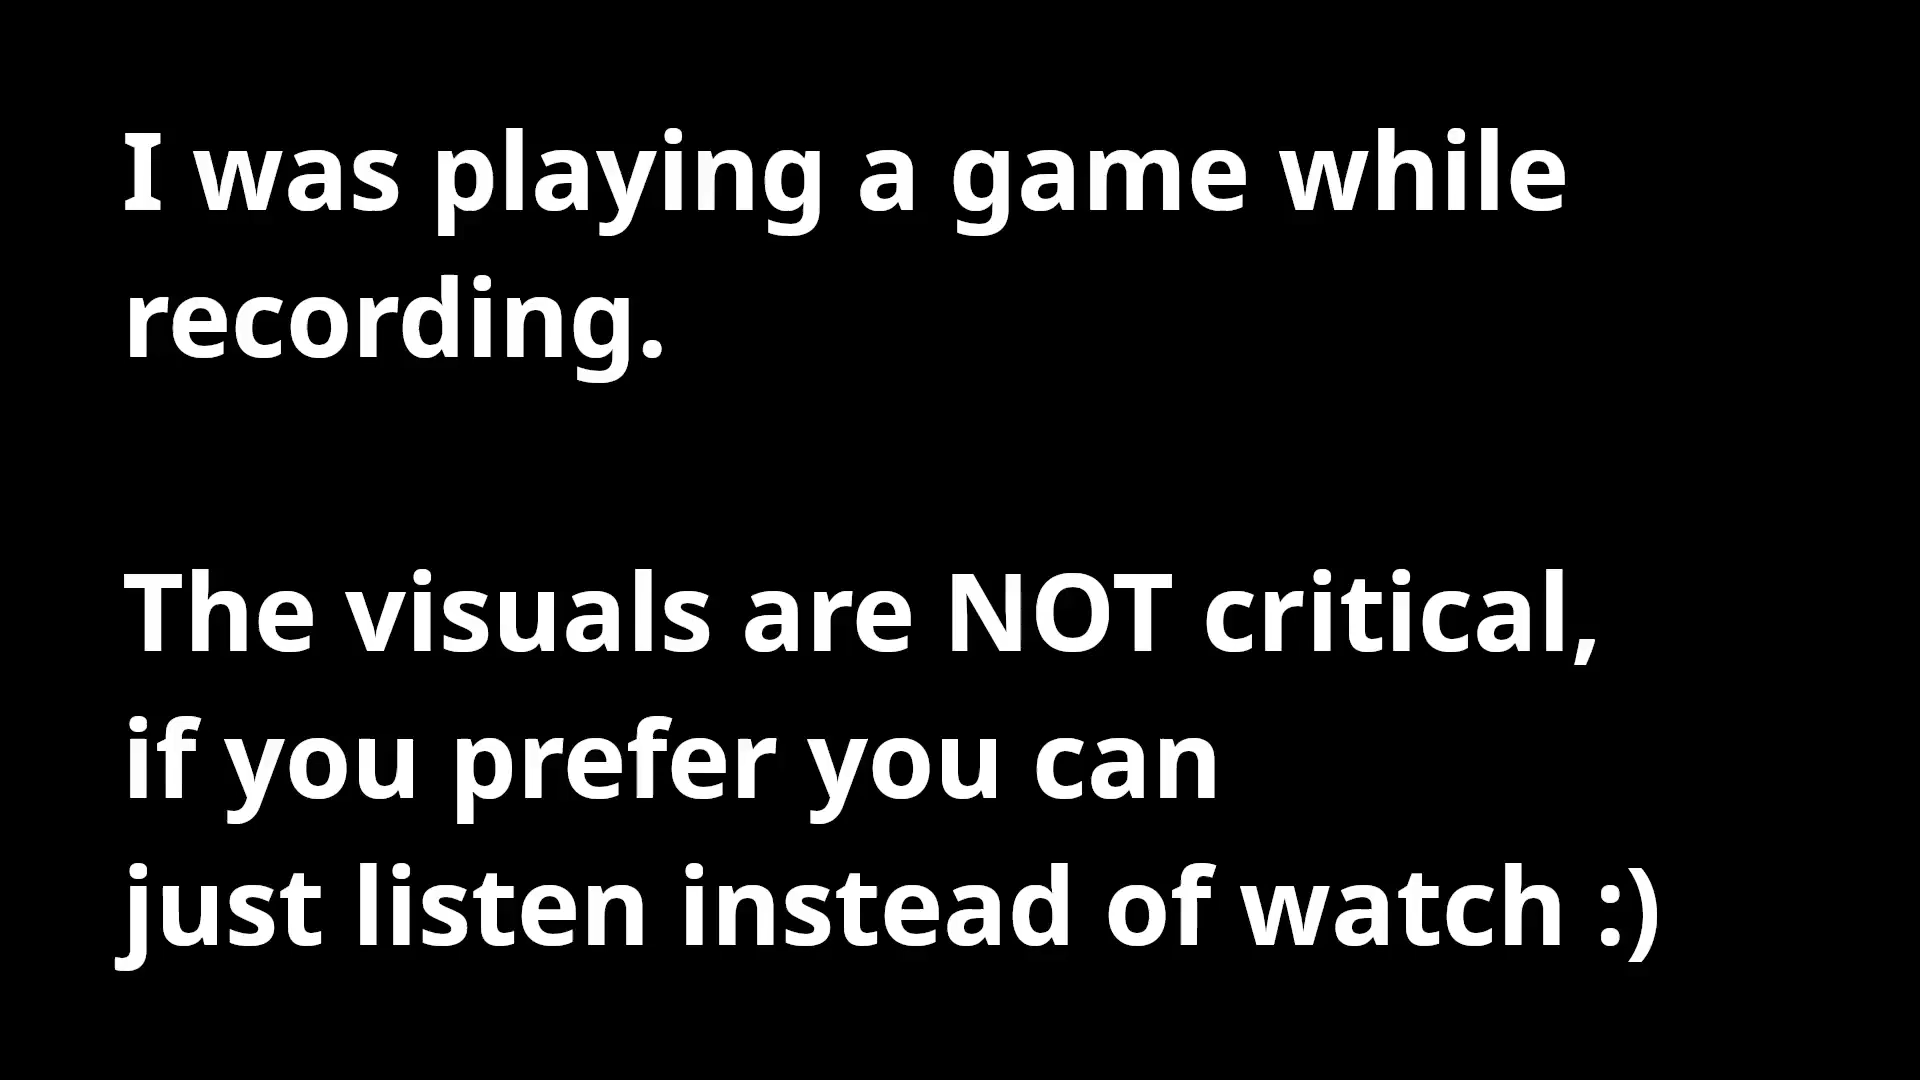 I was playing a game while
recording.
The visuals are NOT critical,
if you prefer you can
just listen instead of watch :)